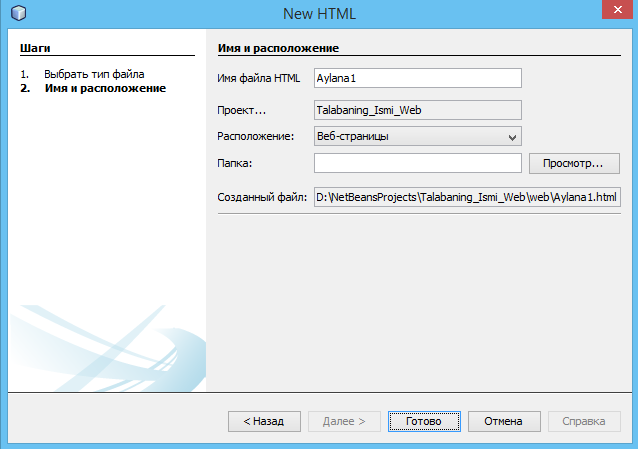 New HTML
Шаги
1. Выбрать тип файла
2. Имя и расположение
Имя и расположение
Имя файла HTML Aylana1
Проект... Talabaning_Ismi_Web
Расположение: Веб-страницы
Папка: Просмотр...
Созданный файл: D:\NetBeansProjects\Talabaning_Ismi_Web\web\Aylana1.html
< Назад Далее > Готово Отмена Справка